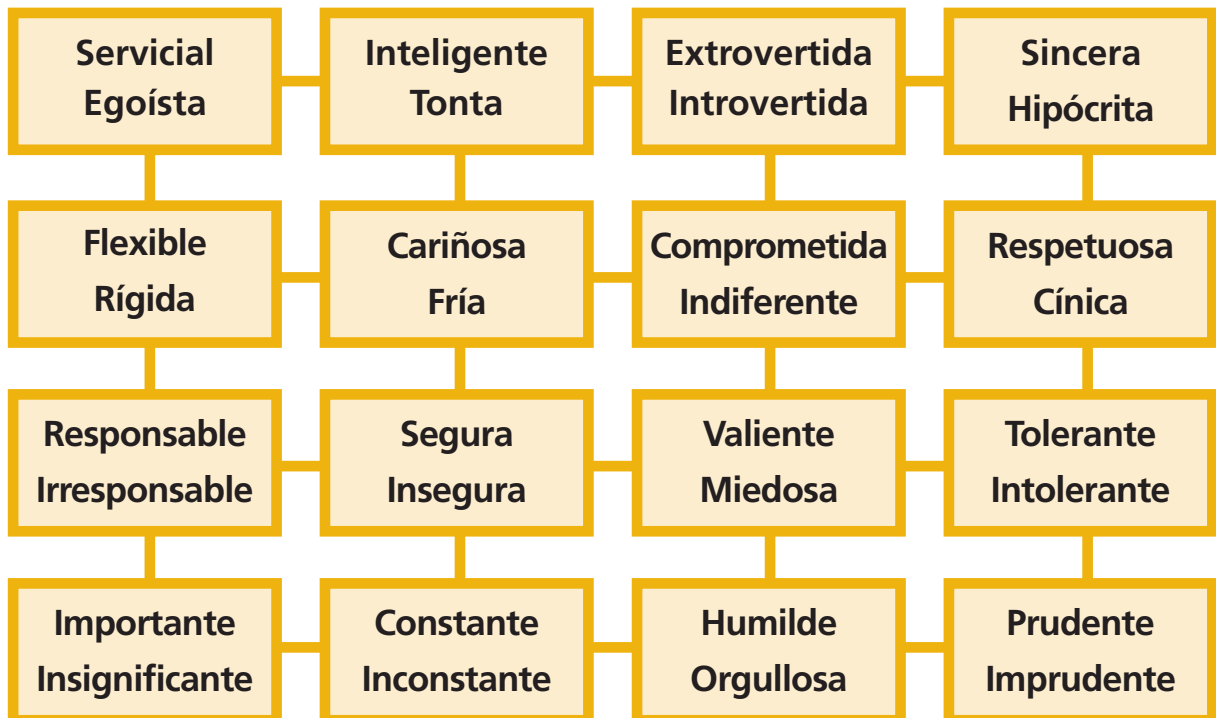 Servicial
Egoísta
Inteligente
Tonta
Extrovertida
Introvertida
Sincera
Hipócrita
Flexible
Rígida
Cariñosa
Fría
Comprometida
Indiferente
Respetuosa
Cínica
Responsable
Irresponsable
Segura
Insegura
Valiente
Miedosa
Tolerante
Intolerante
Importante
Insignificante
Constante
Inconstante
Humilde
Orgullosa
Prudente
Imprudente